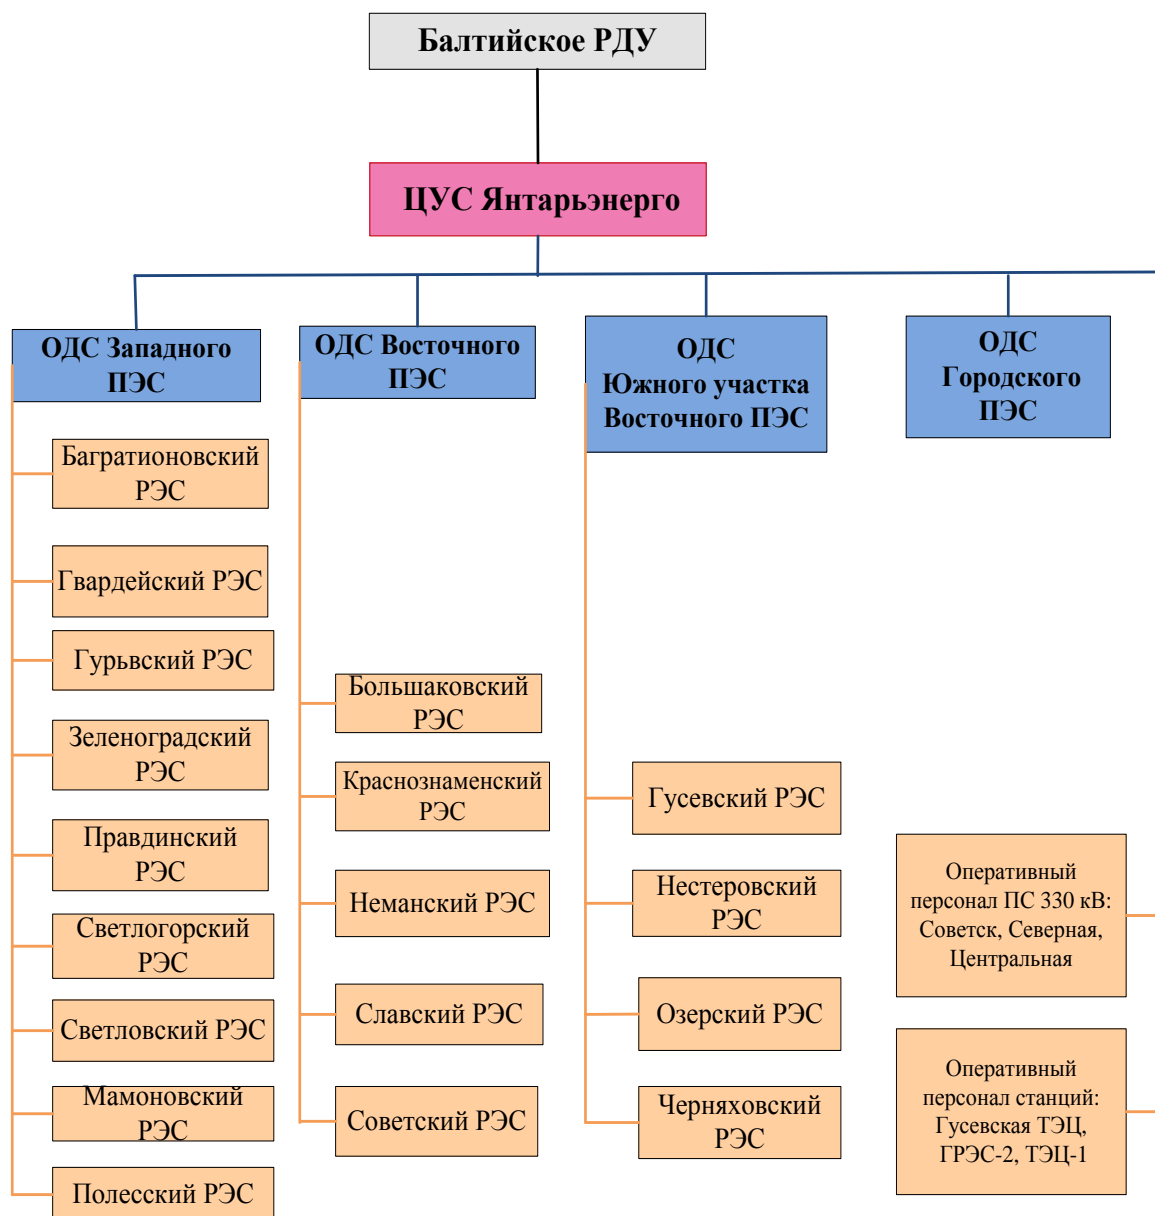 Балтийское РДУ
ЦУС Янтарьэнерго
ОДС Западного
ПЭС
Багратионовский
РЭС
Гвардейский РЭС
Гурьвский РЭС
Зеленоградский
РЭС
Правдинский
РЭС
Светлогорский
РЭС
Светловский РЭС
Мамоновский
РЭС
Полесский РЭС
ОДС Восточного
ПЭС
Большаковский
РЭС
Краснознаменский
РЭС
Неманский РЭС
Славский РЭС
Советский РЭС
ОДС
Южного участка
Восточного ПЭС
Гусевский РЭС
Нестеровский
РЭС
Озерский РЭС
Черняховский
РЭС
ОДС
Городского
ПЭС
Оперативный
персонал ПС 330 кВ:
Советск, Северная,
Центральная
Оперативный
персонал станций:
Гусевская ТЭЦ,
ГРЭС-2, ТЭЦ-1